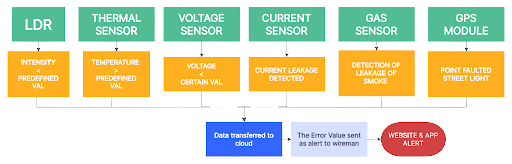 LDR
THERMAL
SENSOR
VOLTAGE
SENSOR
CURRENT
SENSOR
GAS
SENSOR
GPS
MODULE
INTENSITY
<
PREDEFINED
VAL
TEMPERATURE
>
PREDEFINED
VAL
VOLTAGE
<
CERTAIN VAL
CURRENT LEAKAGE
DETECTED
DETECTION OF
LEAKAGE OF
SMOKE
POINT FAULTED
STREET LIGHT
Data transferred to
cloud
The Error Value sent
as alert to wireman
WEBSITE & APP
ALERT